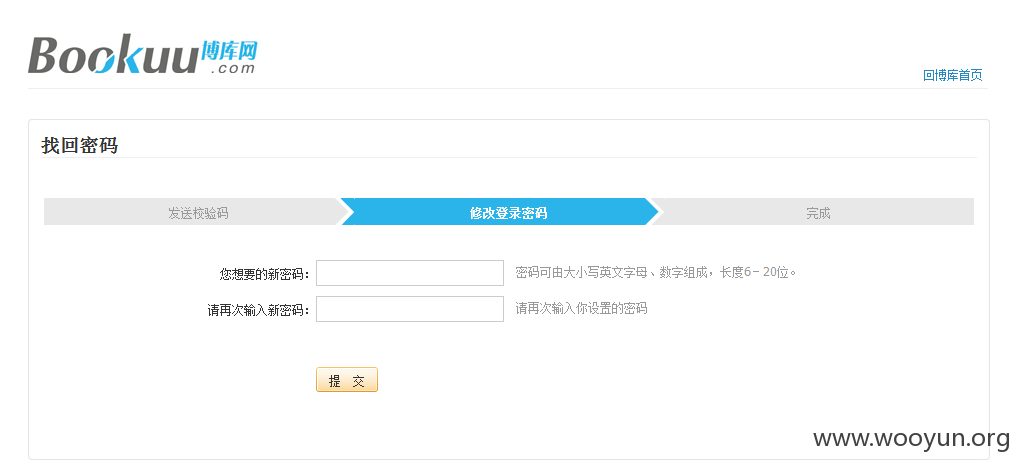 Bookuu博库网
.com
回博库首页
找回密码
发送校验码 修改登录密码 完成
您想要的新密码： 密码可由大小写英文字母、数字组成，长度6－20位。
请再次输入新密码： 请再次输入你设置的密码
提 交
www.wooyun.org